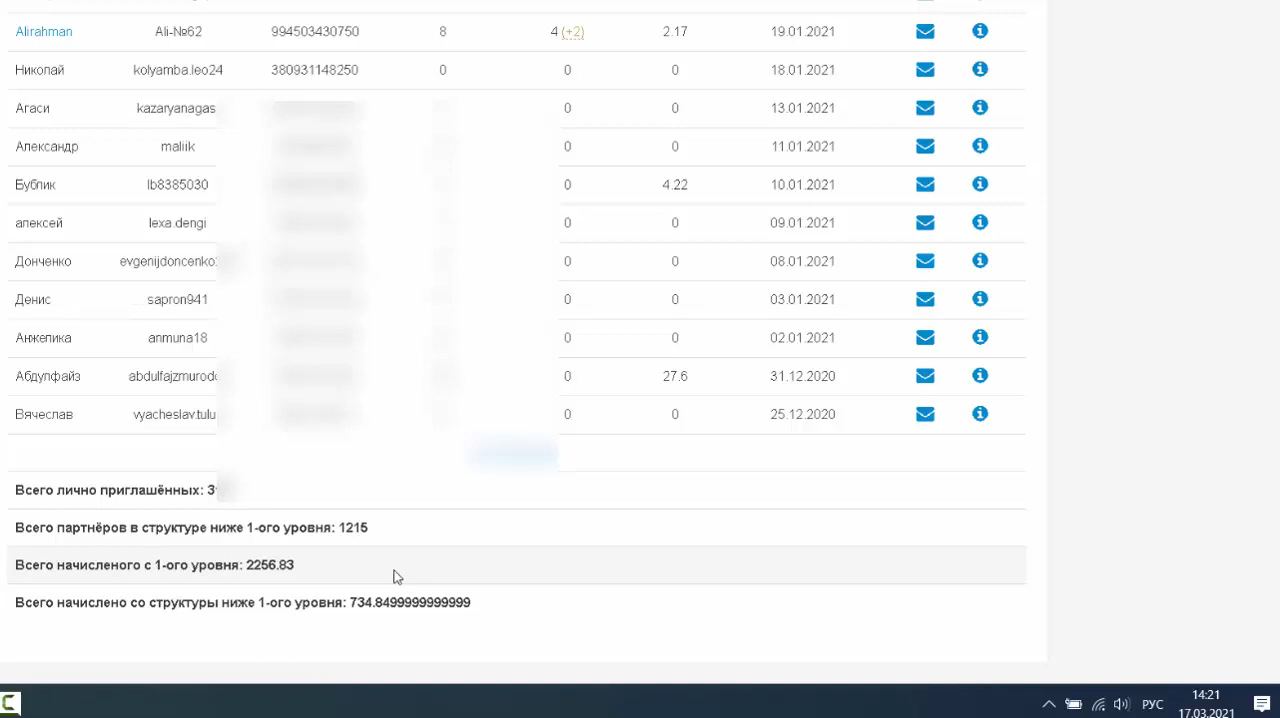 Alirahman Ali-№62 994503430750 8 4 (+2) 2.17 19.01.2021
Николай kolyamba.leo24 380931148250 0 0 0 18.01.2021
Агаси kazaryanagas 0 0 13.01.2021
Александр maliik 0 0 11.01.2021
Бублик lb8385030 0 4.22 10.01.2021
алексей lexa.dengi 0 0 09.01.2021
Донченко evgenijdoncenko 0 0 08.01.2021
Денис sapron941 0 0 03.01.2021
Анжелика anmuna18 0 0 02.01.2021
Абдулфайз abdulfajzmurod 0 27.6 31.12.2020
Вячеслав vyacheslav.tulu 0 0 25.12.2020
Всего лично приглашённых:
Всего партнёров в структуре ниже 1-ого уровня: 1215
Всего начисленого с 1-ого уровня: 2256.83
Всего начислено со структуры ниже 1-ого уровня: 734.8499999999999
РУС 14:21
17.03.2021